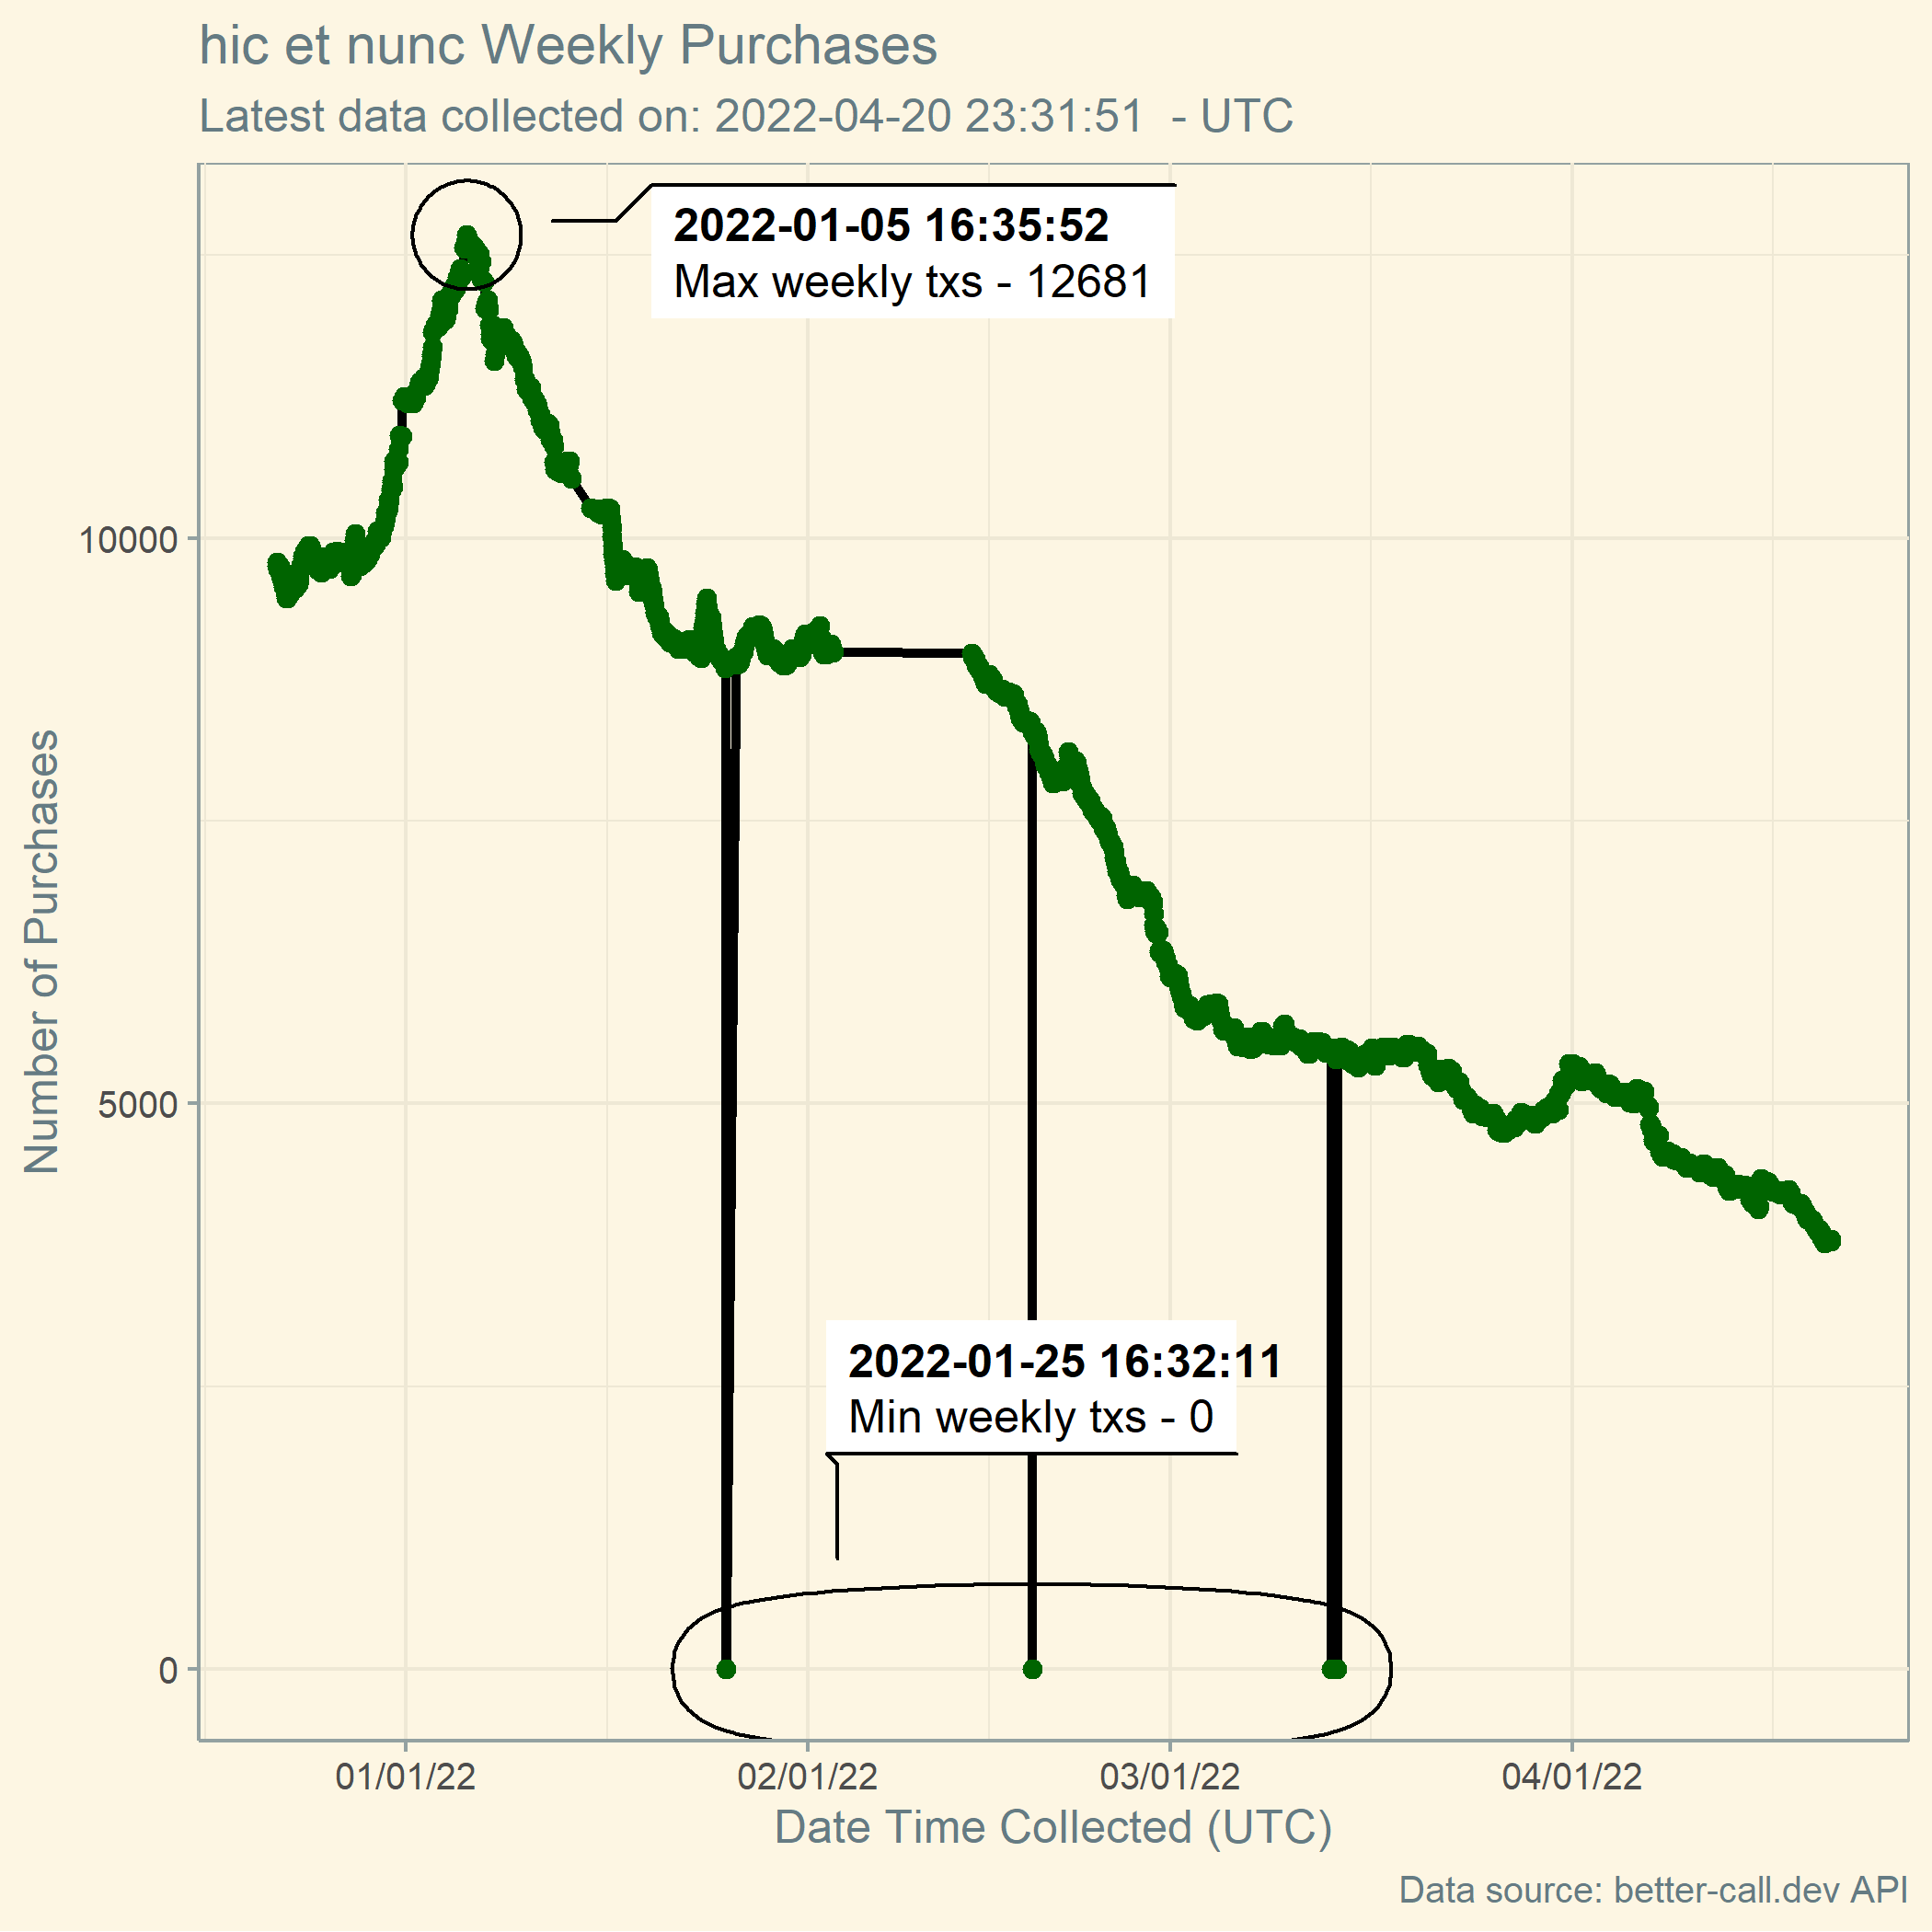 hic et nunc Weekly Purchases
Latest data collected on: 2022-04-20 23:31:51  - UTC
2022-01-05 16:35:52
Max weekly txs - 12681
10000
5000
0
Number of Purchases
2022-01-25 16:32:11
Min weekly txs - 0
01/01/22
02/01/22
03/01/22
04/01/22
Date Time Collected (UTC)
Data source: better-call.dev API